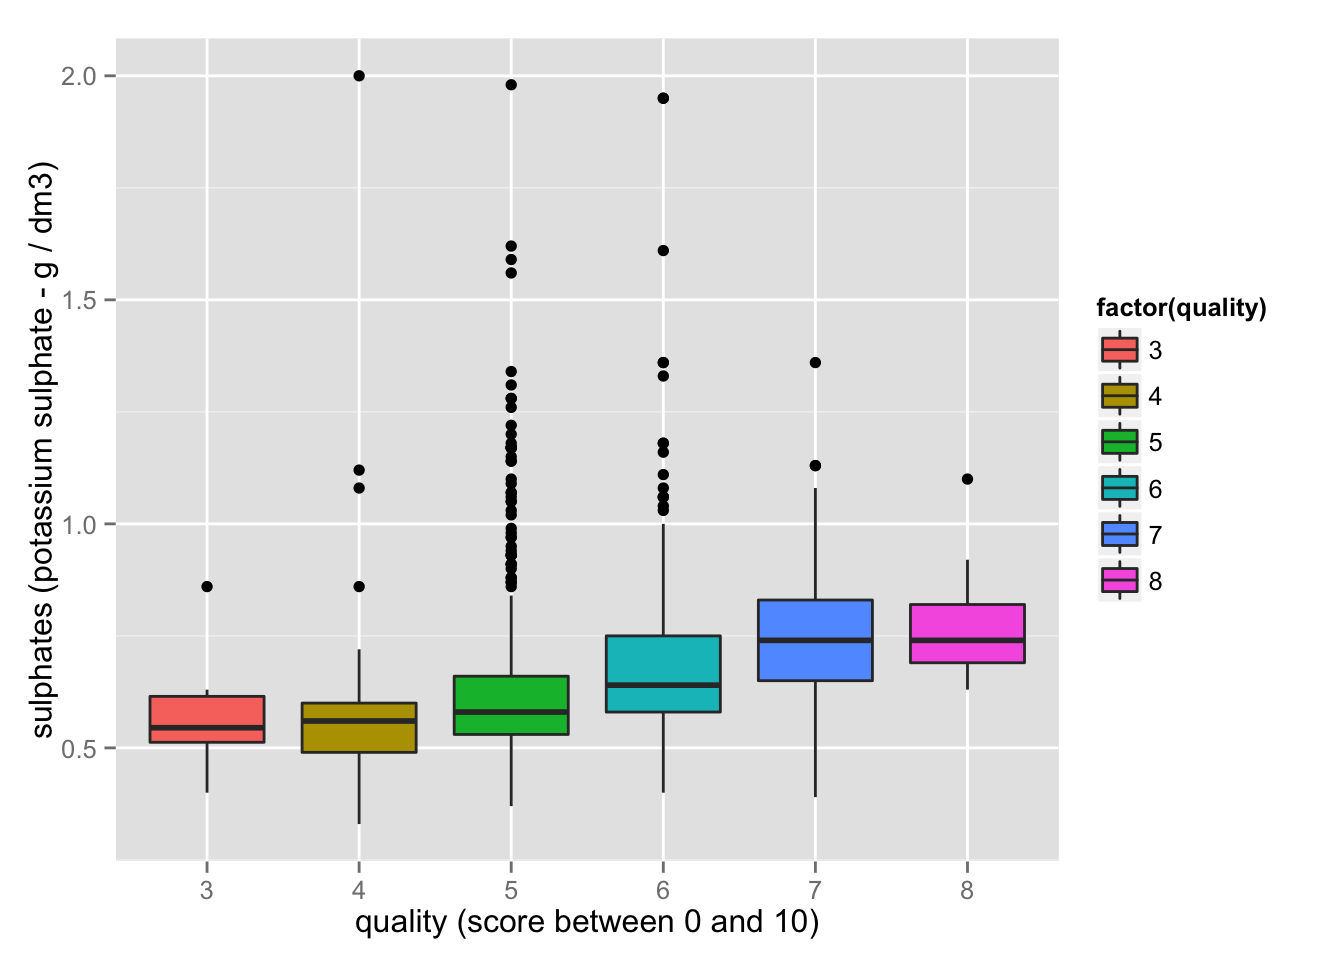 sulphates (potassium sulphate - g / dm3)
2.0
1.5
1.0
0.5
3 4 5 6 7 8
quality (score between 0 and 10)
factor(quality)
3
4
5
6
7
8